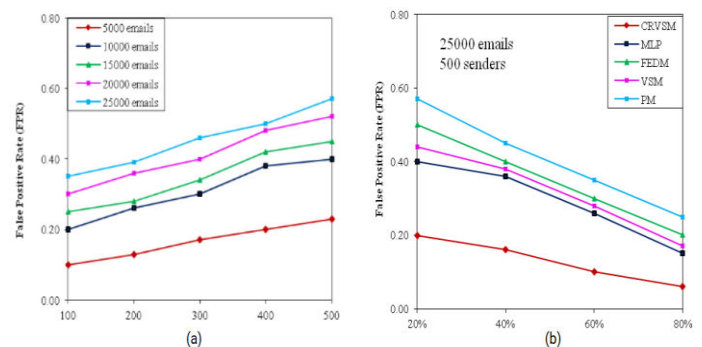 0.80
0.60
0.40
0.20
0.00
False Positive Rate (FPR)
5000 emails
10000 emails
15000 emails
20000 emails
25000 emails
100 200 300 400 500
(a)
0.80
0.60
0.40
0.20
0.00
False Positive Rate (FPR)
25000 emails
500 senders
CRVSM
MLP
FEDM
VSM
PM
20% 40% 60% 80%
(b)